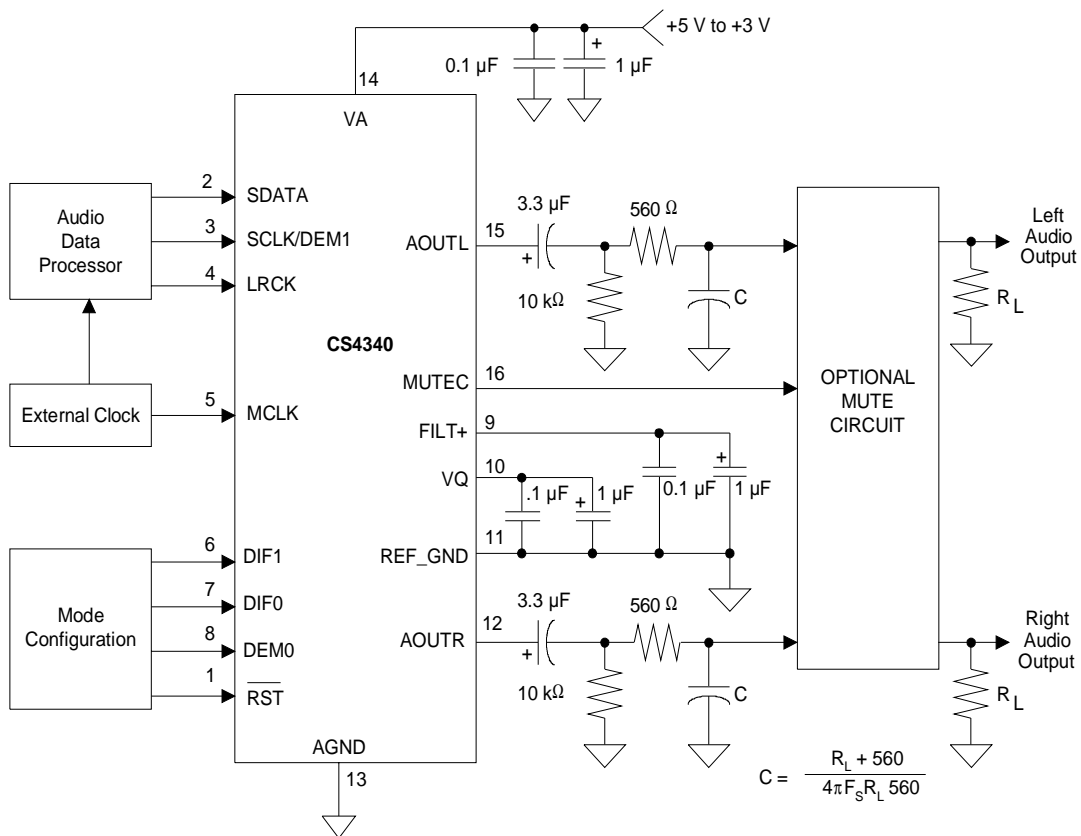 +5 V to +3 V
0.1 µF
+
1 µF
14
VA
Audio
Data
Processor
2
SDATA
3
SCLK/DEM1
4
LRCK
External Clock
5
MCLK
Mode
Configuration
6
DIF1
7
DIF0
8
DEM0
1
RST
CS4340
AGND
13
AOUTL
15
3.3 µF
+
560 Ω
10 kΩ
C
MUTEC
16
FILT+
9
VQ
10
.1 µF
+
1 µF
0.1 µF
+
1 µF
REF_GND
11
AOUTR
12
3.3 µF
+
560 Ω
10 kΩ
C
OPTIONAL
MUTE
CIRCUIT
Left
Audio
Output
R_L
Right
Audio
Output
R_L
C = R_L + 560
4πF_S R_L 560